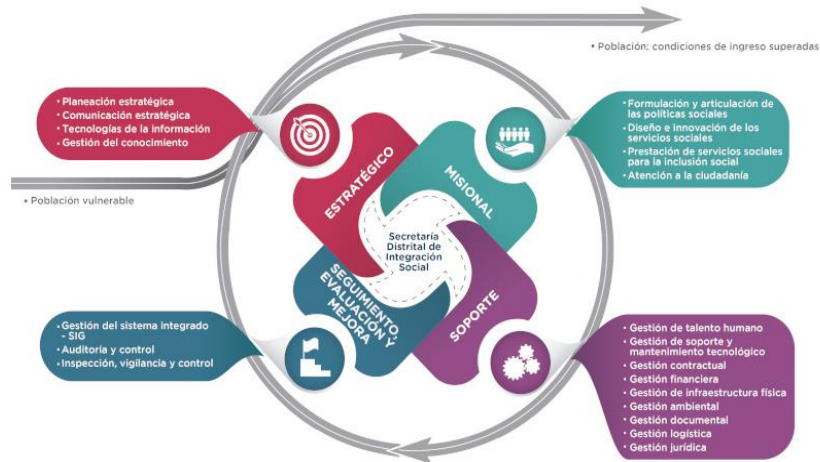 • Población: condiciones de ingreso superadas
• Planeación estratégica
• Comunicación estratégica
• Tecnologías de la información
• Gestión del conocimiento
• Formulación y articulación de
las políticas sociales
• Diseño e innovación de los
servicios sociales
• Prestación de servicios sociales
para la inclusión social
• Atención a la ciudadanía
• Población vulnerable
ESTRATÉGICO
MISIONAL
Secretaría
Distrital de
Integración
Social
SEGUIMIENTO,
EVALUACIÓN Y
MEJORA
SOPORTE
• Gestión del sistema integrado
- SIG
• Auditoría y control
• Inspección, vigilancia y control
• Gestión de talento humano
• Gestión de soporte y
mantenimiento tecnológico
• Gestión contractual
• Gestión financiera
• Gestión de infraestructura física
• Gestión ambiental
• Gestión documental
• Gestión logística
• Gestión jurídica